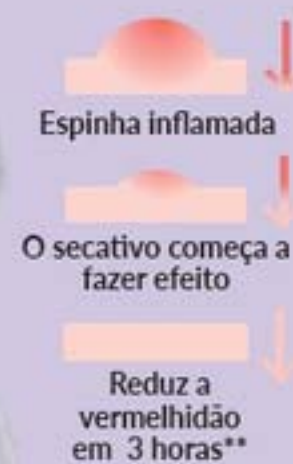 Espinha inflamada
O secativo começa a
fazer efeito
Reduz a
vermelhidão
em 3 horas**